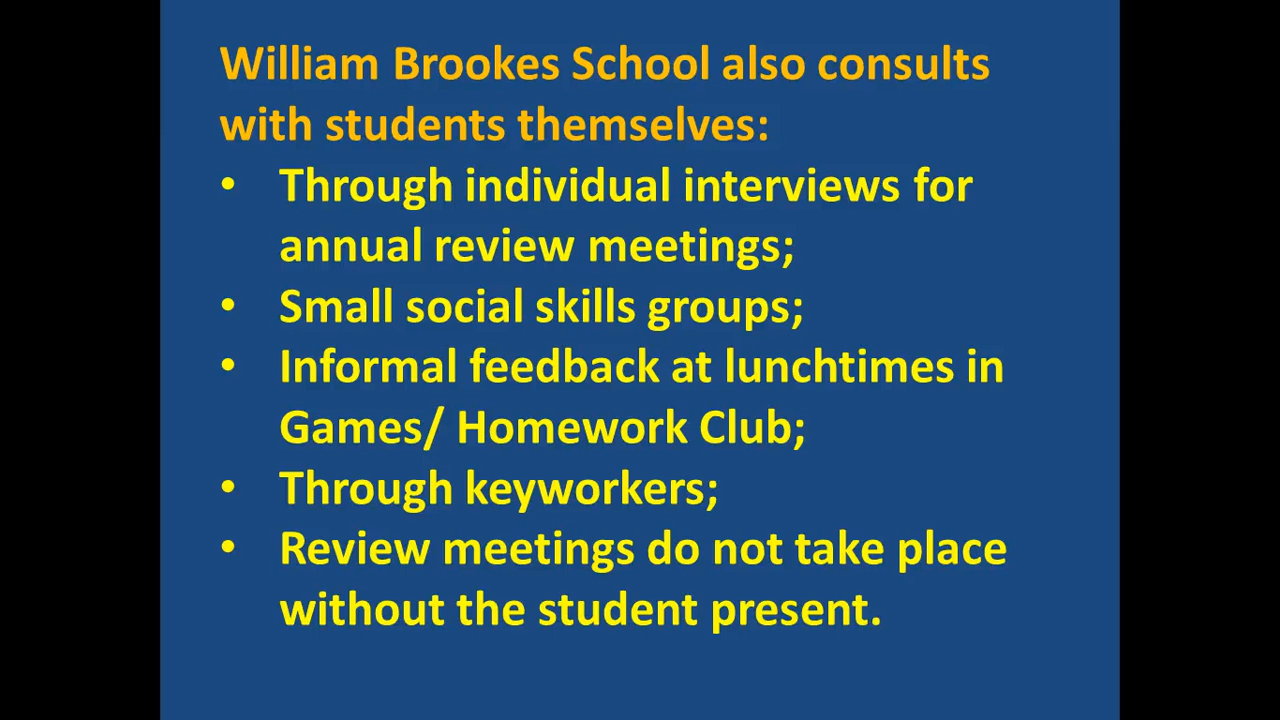 William Brookes School also consults
with students themselves:
• Through individual interviews for
annual review meetings;
• Small social skills groups;
• Informal feedback at lunchtimes in
Games/ Homework Club;
• Through keyworkers;
• Review meetings do not take place
without the student present.